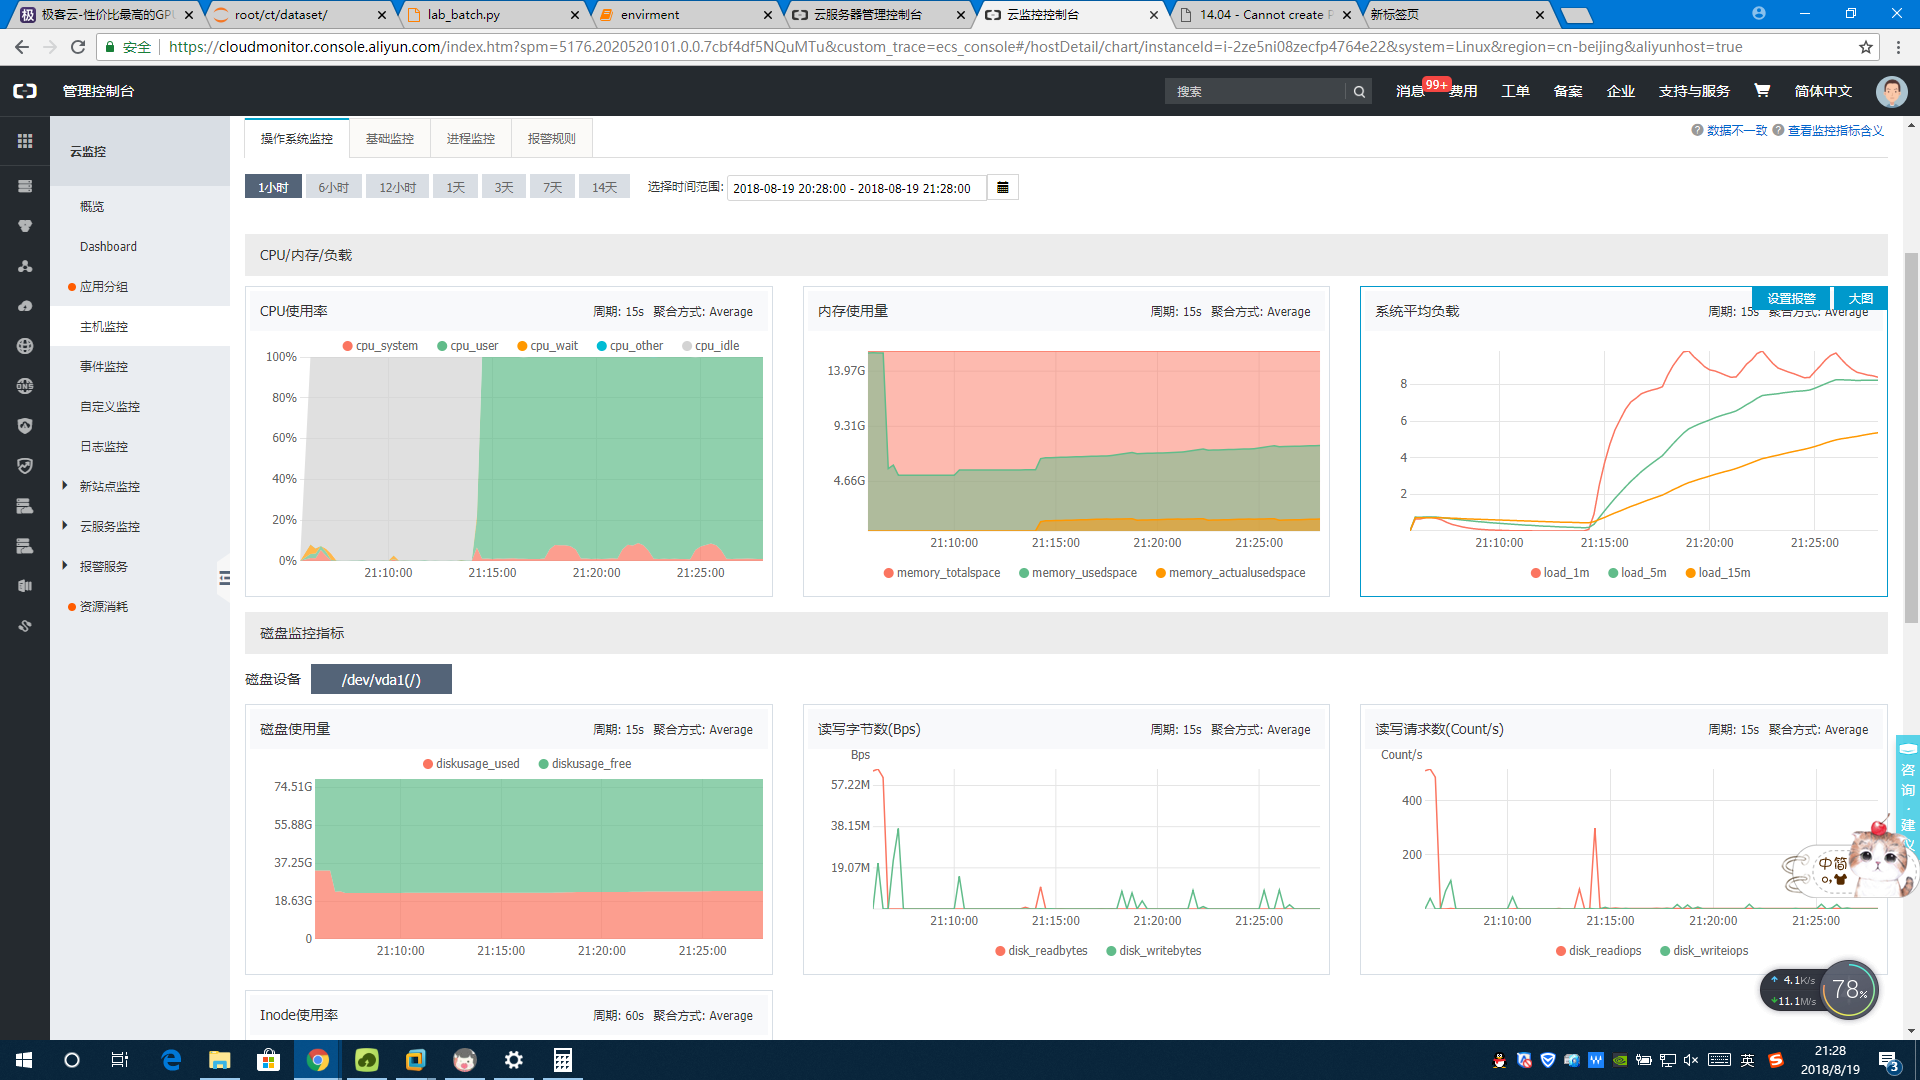 极客云-性价比最高的GPU
root/ct/dataset/
lab_batch.py
envirment
云服务器管理控制台
云监控控制台
14.04 - Cannot create
新标签页
安全
https://cloudmonitor.console.aliyun.com/index.htm?spm=5176.2020520101.0.0.7cbf4df5NQuMTu&custom_trace=ecs_console#/hostDetail/chart/instanceId=i-2ze5ni08zecfp4764e22&system=Linux&region=cn-beijing&aliyunhost=true
管理控制台
搜索
消息 99+ 费用 工单 备案 企业 支持与服务 简体中文
云监控
概览
Dashboard
应用分组
主机监控
事件监控
自定义监控
日志监控
新站点监控
云服务监控
报警服务
资源消耗
操作系统监控 基础监控 进程监控 报警规则
数据不一致 查看监控指标含义
1小时 6小时 12小时 1天 3天 7天 14天 选择时间范围: 2018-08-19 20:28:00 - 2018-08-19 21:28:00
CPU/内存/负载
CPU使用率 周期: 15s 聚合方式: Average
cpu_system cpu_user cpu_wait cpu_other cpu_idle
100%
80%
60%
40%
20%
0%
21:10:00 21:15:00 21:20:00 21:25:00
内存使用量 周期: 15s 聚合方式: Average
13.97G
9.31G
4.66G
21:10:00 21:15:00 21:20:00 21:25:00
memory_totalspace memory_usedspace memory_actualusedspace
设置报警 大图
系统平均负载 周期: 15s 聚合方式: Average
8
6
4
2
21:10:00 21:15:00 21:20:00 21:25:00
load_1m load_5m load_15m
磁盘监控指标
磁盘设备 /dev/vda1(/)
磁盘使用量 周期: 15s 聚合方式: Average
diskusage_used diskusage_free
74.51G
55.88G
37.25G
18.63G
0
21:10:00 21:15:00 21:20:00 21:25:00
读写字节数(Bps) 周期: 15s 聚合方式: Average
Bps
57.22M
38.15M
19.07M
21:10:00 21:15:00 21:20:00 21:25:00
disk_readbytes disk_writebytes
读写请求数(Count/s) 周期: 15s 聚合方式: Average
Count/s
400
200
21:10:00 21:15:00 21:20:00 21:25:00
disk_readiops disk_writeiops
Inode使用率 周期: 60s 聚合方式: Average
咨询·建
中简
4.1K/s
11.1M/s
78%
DNS
英
21:28
2018/8/19
3